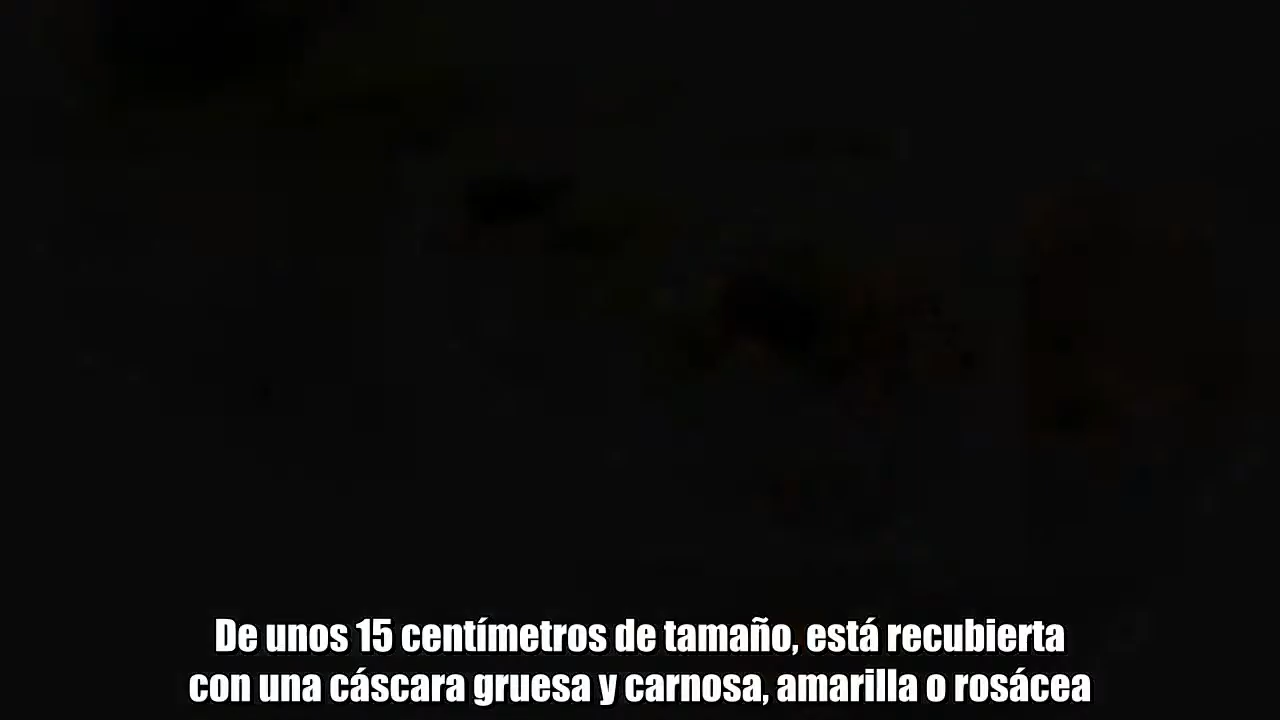 De unos 15 centímetros de tamaño, está recubierta
con una cáscara gruesa y carnosa, amarilla o rosácea